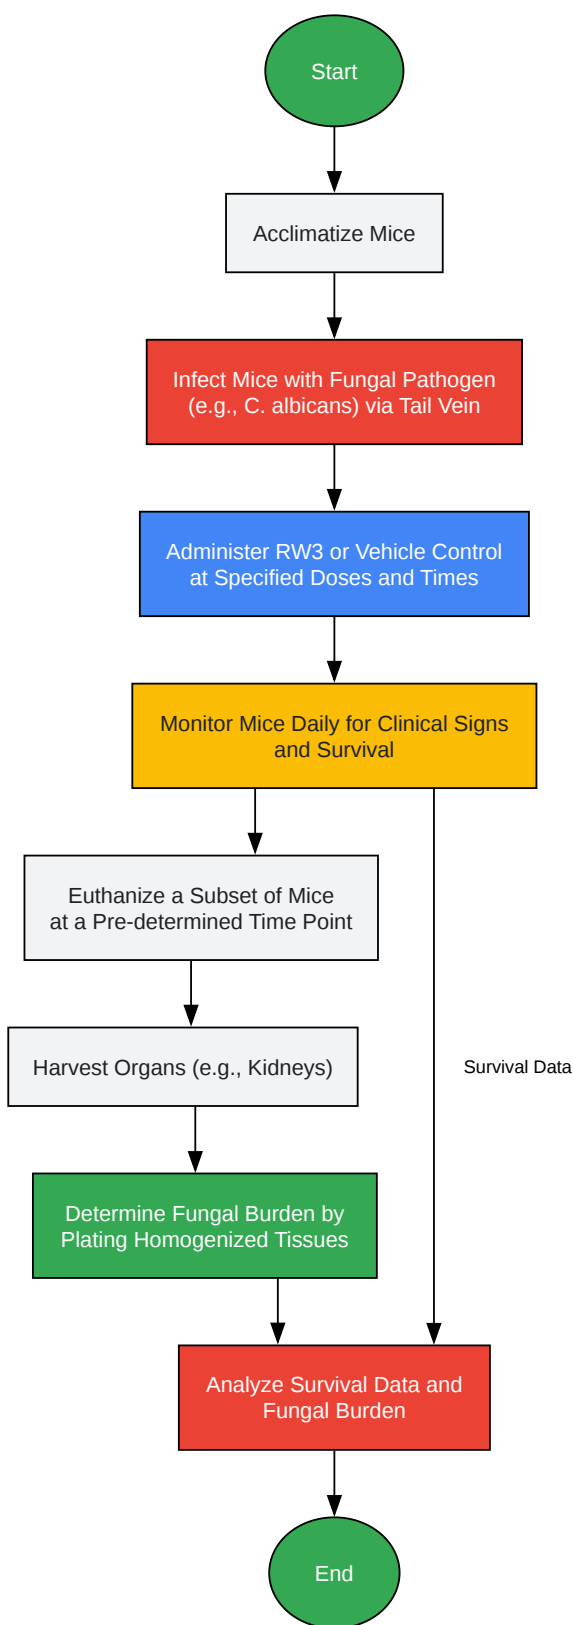 Start
Acclimatize Mice
Infect Mice with Fungal Pathogen
(e.g., C. albicans) via Tail Vein
Administer RW3 or Vehicle Control
at Specified Doses and Times
Monitor Mice Daily for Clinical Signs
and Survival
Euthanize a Subset of Mice
at a Pre-determined Time Point
Harvest Organs (e.g., Kidneys)
Survival Data
Determine Fungal Burden by
Plating Homogenized Tissues
Analyze Survival Data and
Fungal Burden
End